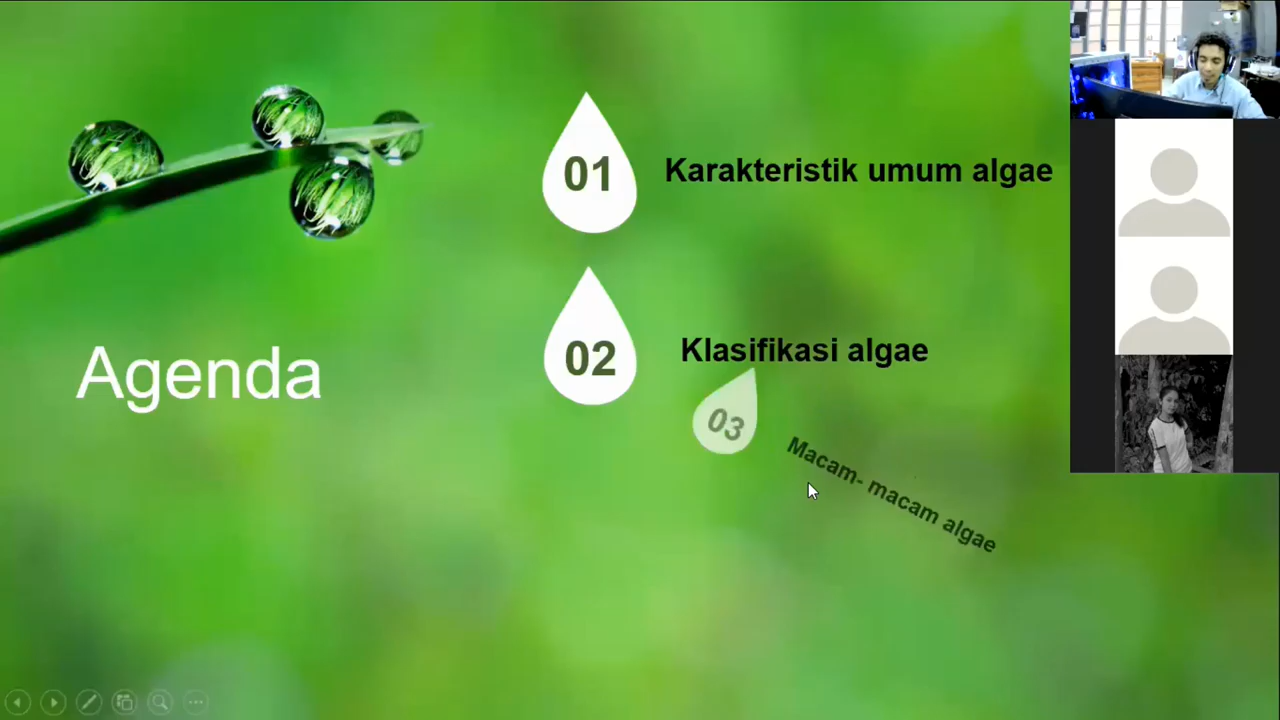 Agenda
01
Karakteristik umum algae
02
Klasifikasi algae
03
Macam- macam algae